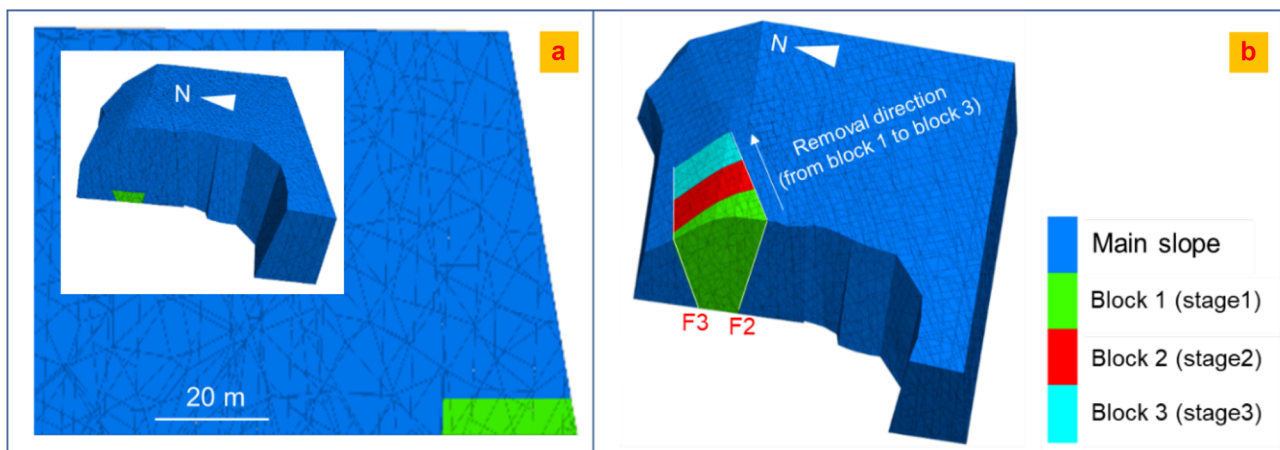 a
N
20 m
b
N
Removal direction
(from block 1 to block 3)
F3 F2
Main slope
Block 1 (stage1)
Block 2 (stage2)
Block 3 (stage3)